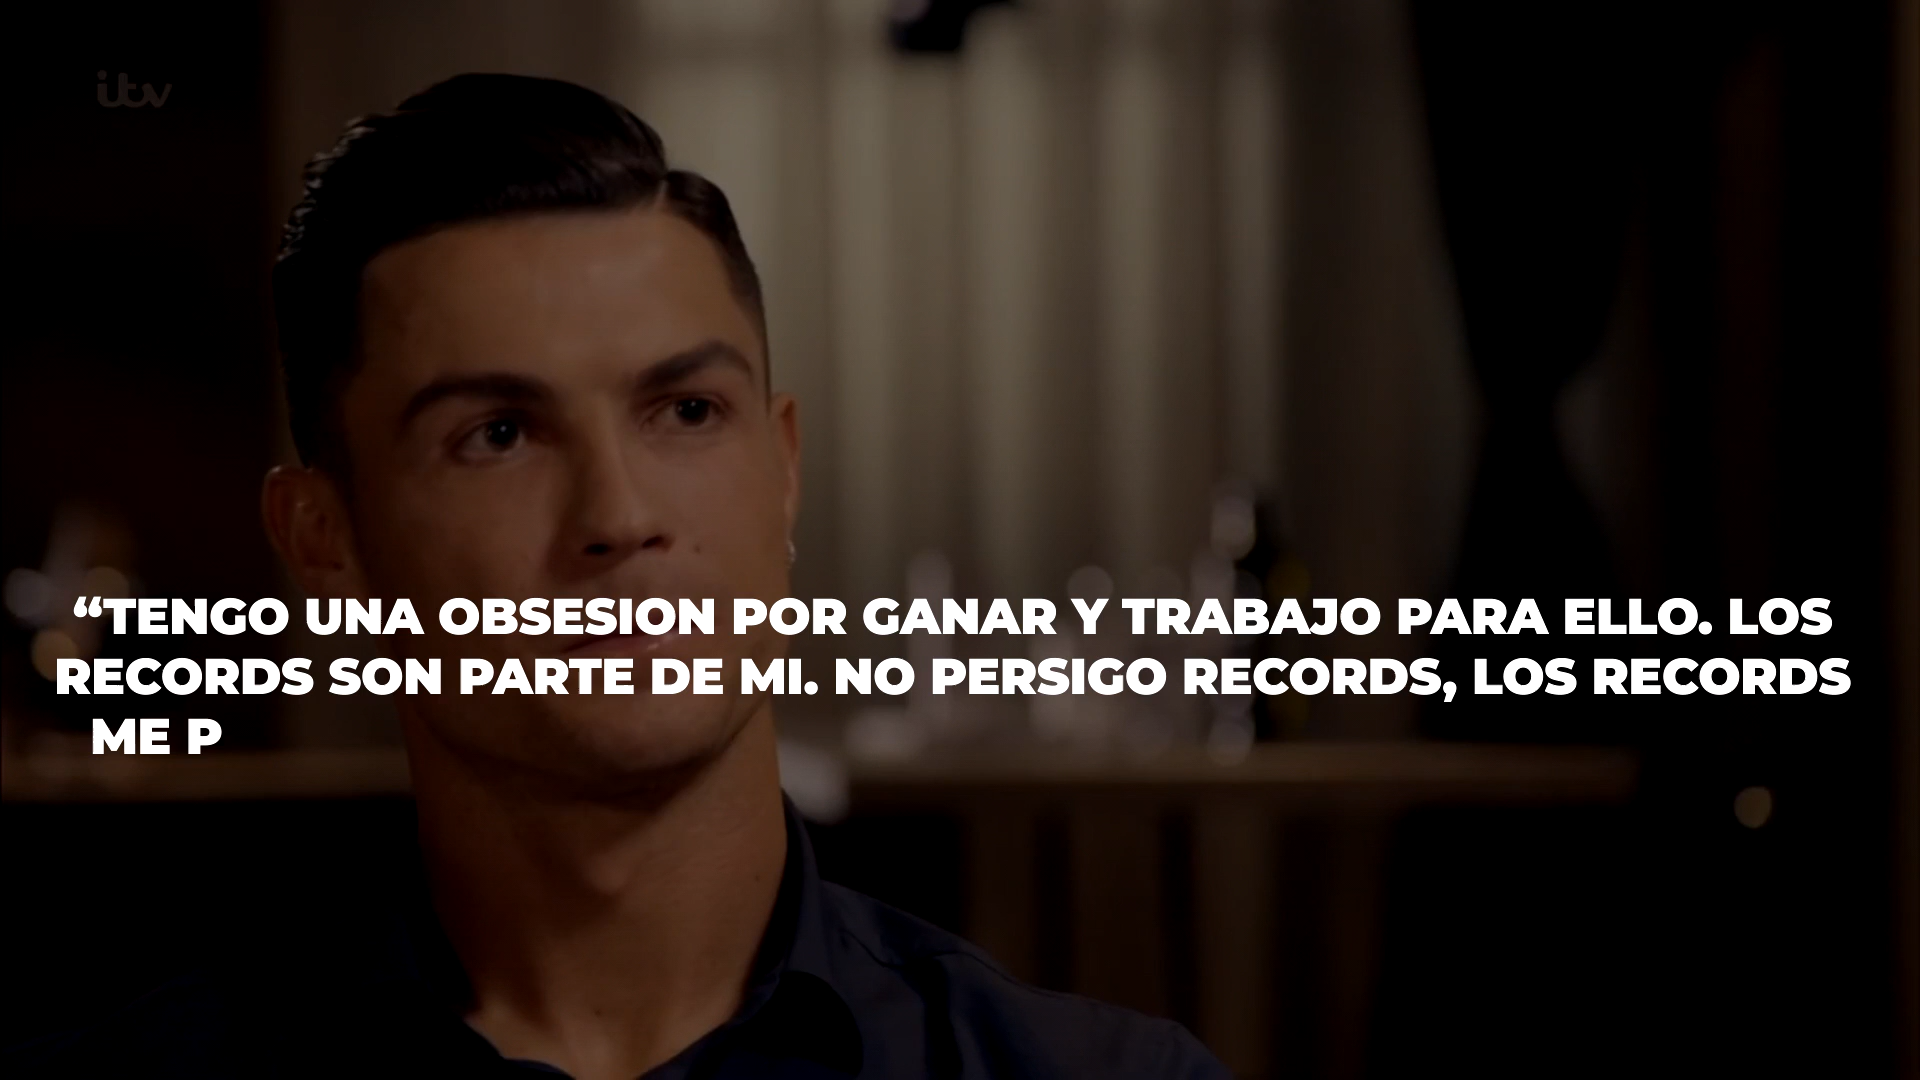 itv
“TENGO UNA OBSESION POR GANAR Y TRABAJO PARA ELLO. LOS
RECORDS SON PARTE DE MI. NO PERSIGO RECORDS, LOS RECORDS
ME P